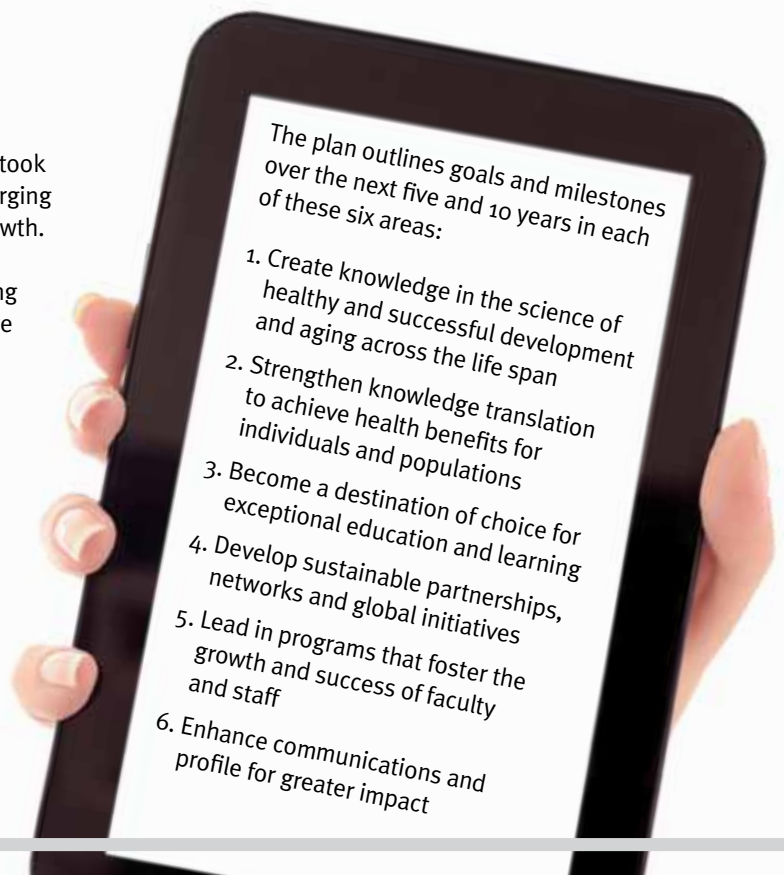 took
wth.
The plan outlines goals and milestones
over the next five and 10 years in each
of these six areas:
1. Create knowledge in the science of
healthy and successful development
and aging across the life span
2. Strengthen knowledge translation
to achieve health benefits for
individuals and populations
3. Become a destination of choice for
exceptional education and learning
4. Develop sustainable partnerships,
networks and global initiatives
5. Lead in programs that foster the
growth and success of faculty
and staff
6. Enhance communications and
profile for greater impact